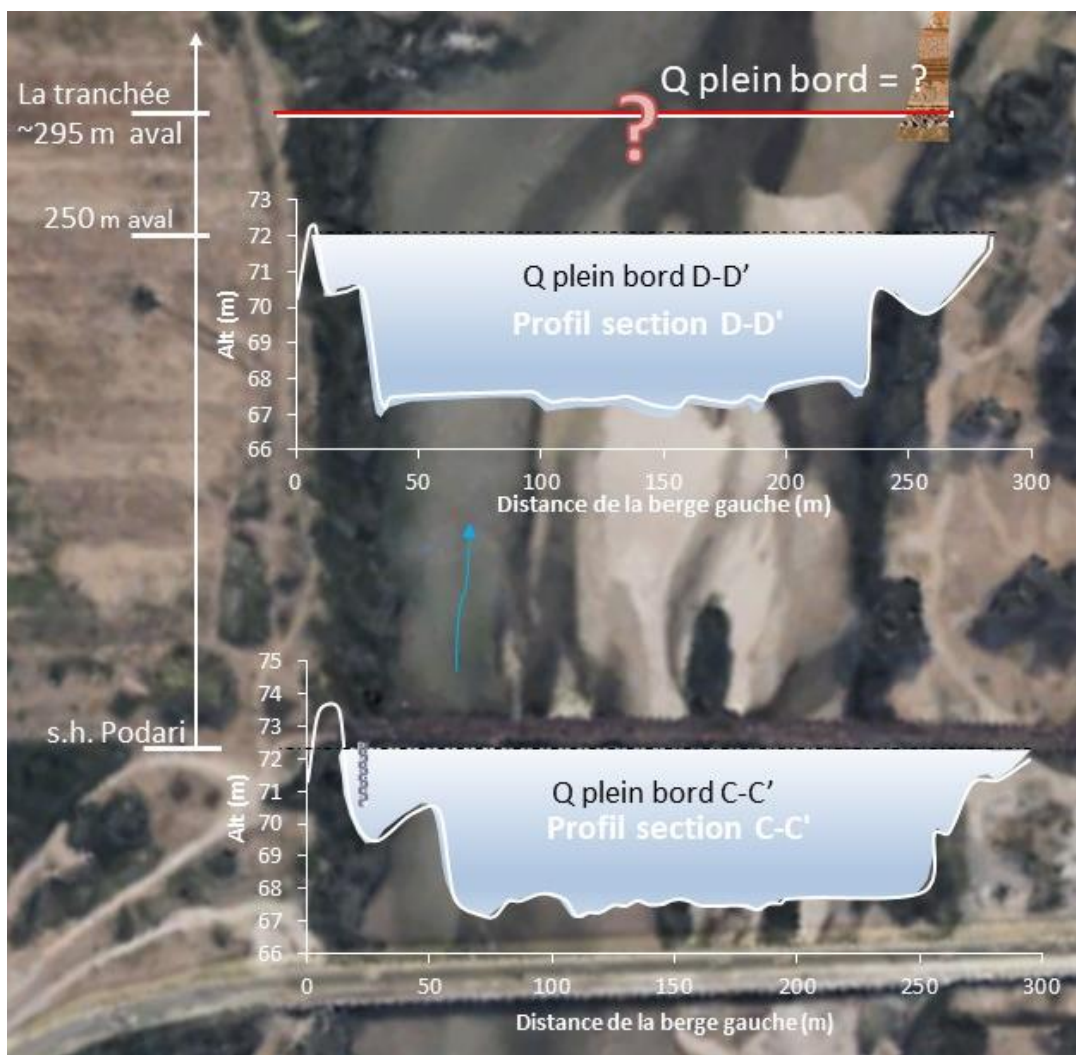 Q plein bord = ?
La tranchée
~295 m aval
?
250 m aval
73
72
71
70
69
68
67
66
Alt (m)
Q plein bord D-D’
Profil section D-D'
0
50
100
150
200
250
300
Distance de la berge gauche (m)
s.h. Podari
75
74
73
72
71
70
69
68
67
66
Alt (m)
Q plein bord C-C’
Profil section C-C'
0
50
100
150
200
250
300
Distance de la berge gauche (m)